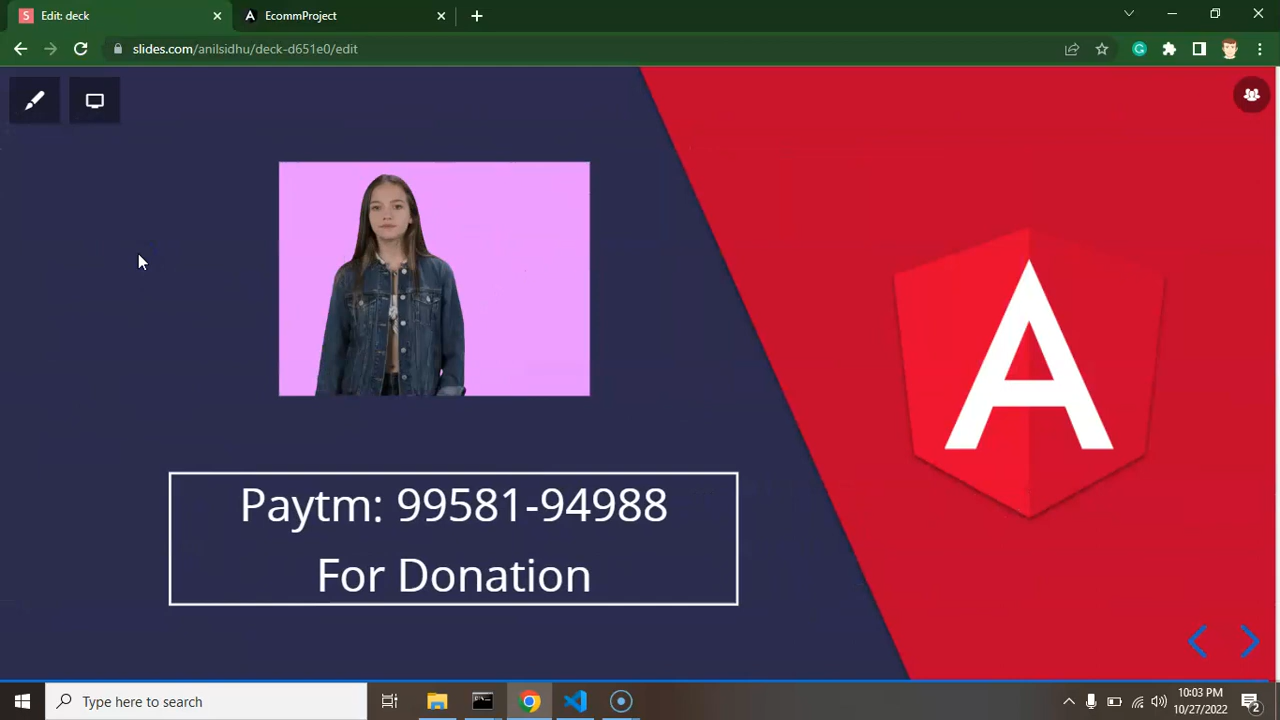 Edit: deck
EcommProject
slides.com/anilsidhu/deck-d651e0/edit
Paytm: 99581-94988
For Donation
Type here to search
10:03 PM
10/27/2022
2